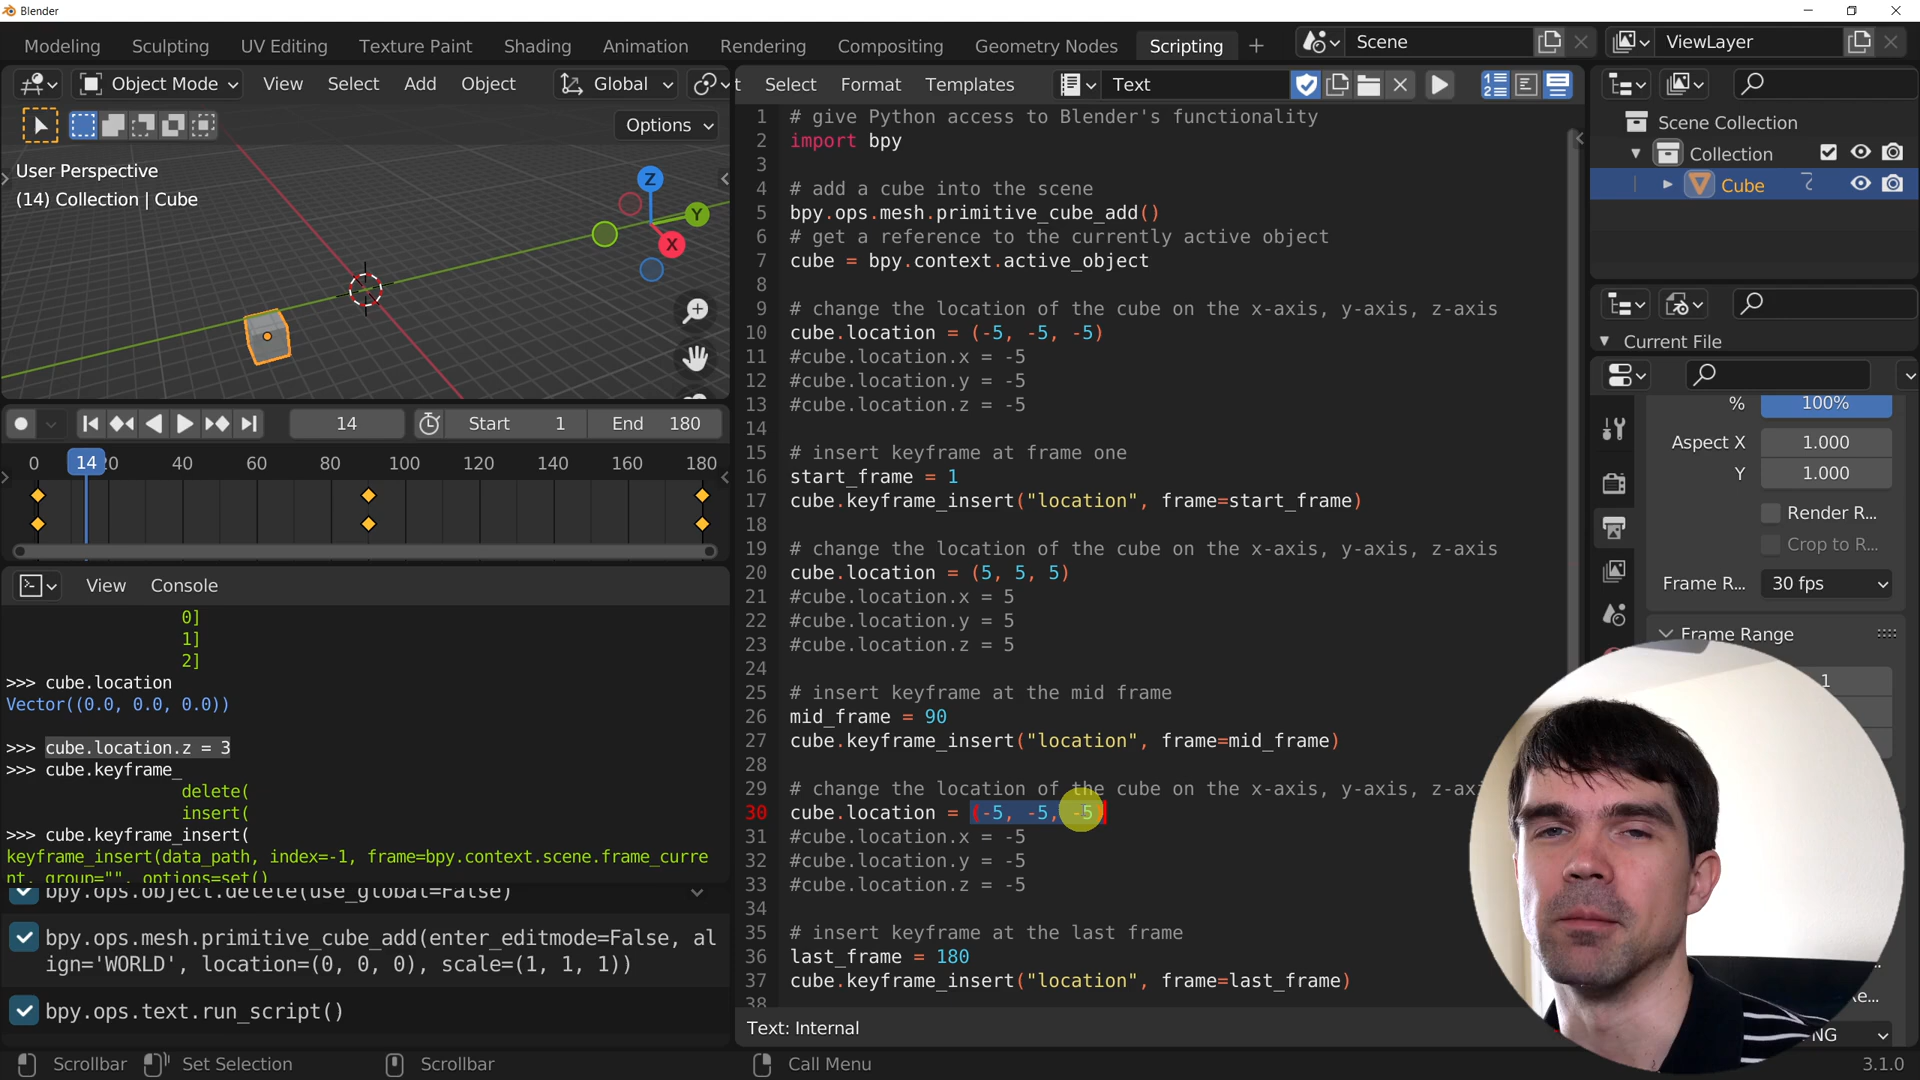 Blender
Modeling Sculpting UV Editing Texture Paint Shading Animation Rendering Compositing Geometry Nodes Scripting Scene ViewLayer
Object Mode View Select Add Object Global
Select Format Templates Text
Options
User Perspective
(14) Collection | Cube
Z
Y
X
14 Start 1 End 180
0 14 20 40 60 80 100 120 140 160 180
View Console
0]
1]
2]
>>> cube.location
Vector((0.0, 0.0, 0.0))
>>> cube.location.z = 3
>>> cube.keyframe_
delete(
insert(
>>> cube.keyframe_insert(
keyframe_insert(data_path, index=-1, frame=bpy.context.scene.frame_curre
nt, group="", options=set()
bpy.ops.object.delete(use_global=False)
bpy.ops.mesh.primitive_cube_add(enter_editmode=False, al
ign='WORLD', location=(0, 0, 0), scale=(1, 1, 1))
bpy.ops.text.run_script()
1 # give Python access to Blender's functionality
2 import bpy
3
4 # add a cube into the scene
5 bpy.ops.mesh.primitive_cube_add()
6 # get a reference to the currently active object
7 cube = bpy.context.active_object
8
9 # change the location of the cube on the x-axis, y-axis, z-axis
10 cube.location = (-5, -5, -5)
11 #cube.location.x = -5
12 #cube.location.y = -5
13 #cube.location.z = -5
14
15 # insert keyframe at frame one
16 start_frame = 1
17 cube.keyframe_insert("location", frame=start_frame)
18
19 # change the location of the cube on the x-axis, y-axis, z-axis
20 cube.location = (5, 5, 5)
21 #cube.location.x = 5
22 #cube.location.y = 5
23 #cube.location.z = 5
24
25 # insert keyframe at the mid frame
26 mid_frame = 90
27 cube.keyframe_insert("location", frame=mid_frame)
28
29 # change the location of the cube on the x-axis, y-axis, z-axi
30 cube.location = (-5, -5, -5
31 #cube.location.x = -5
32 #cube.location.y = -5
33 #cube.location.z = -5
34
35 # insert keyframe at the last frame
36 last_frame = 180
37 cube.keyframe_insert("location", frame=last_frame)
38
Text: Internal
Scene Collection
Collection
Cube
Current File
% 100%
Aspect X 1.000
Y 1.000
Render R...
Crop to R...
Frame R... 30 fps
Frame Range
1
NG
Scrollbar Set Selection Scrollbar Call Menu 3.1.0